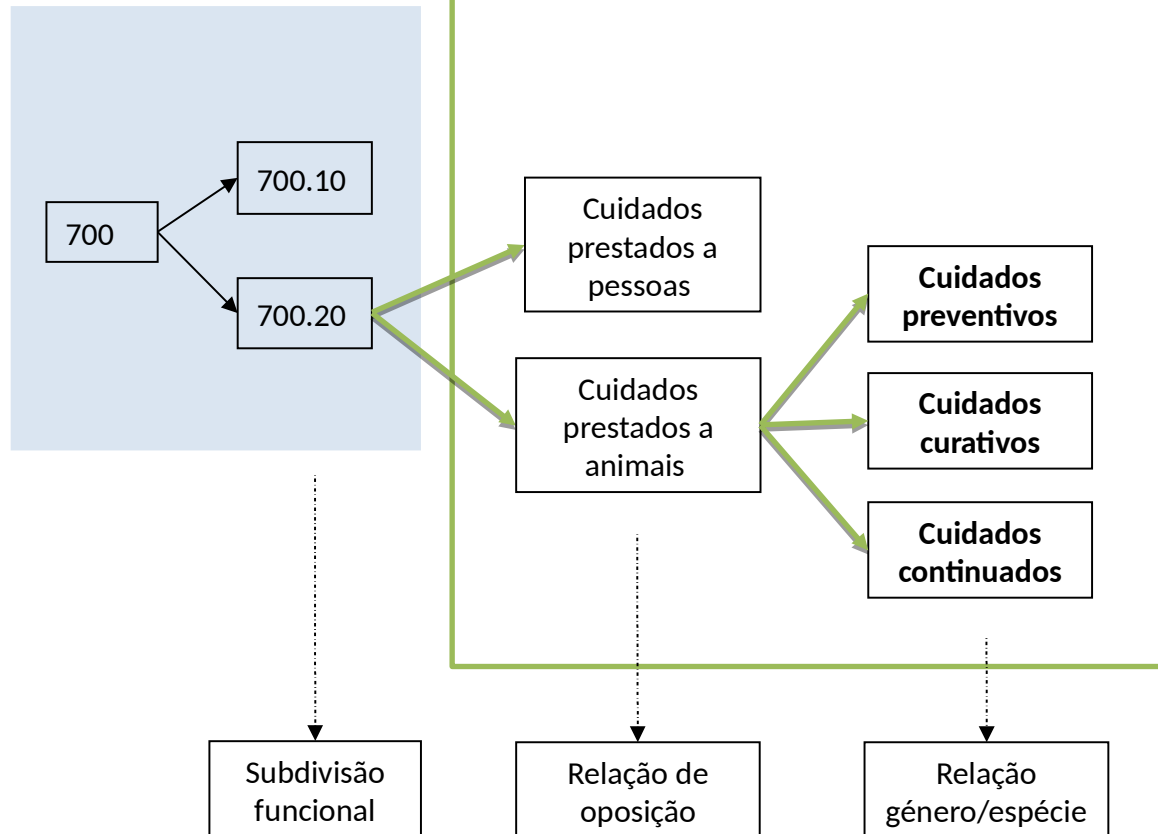 700
700.10
700.20
Cuidados
prestados a
pessoas
Cuidados
prestados a
animais
Cuidados
preventivos
Cuidados
curativos
Cuidados
continuados
Subdivisão
funcional
Relação de
oposição
Relação
género/espécie